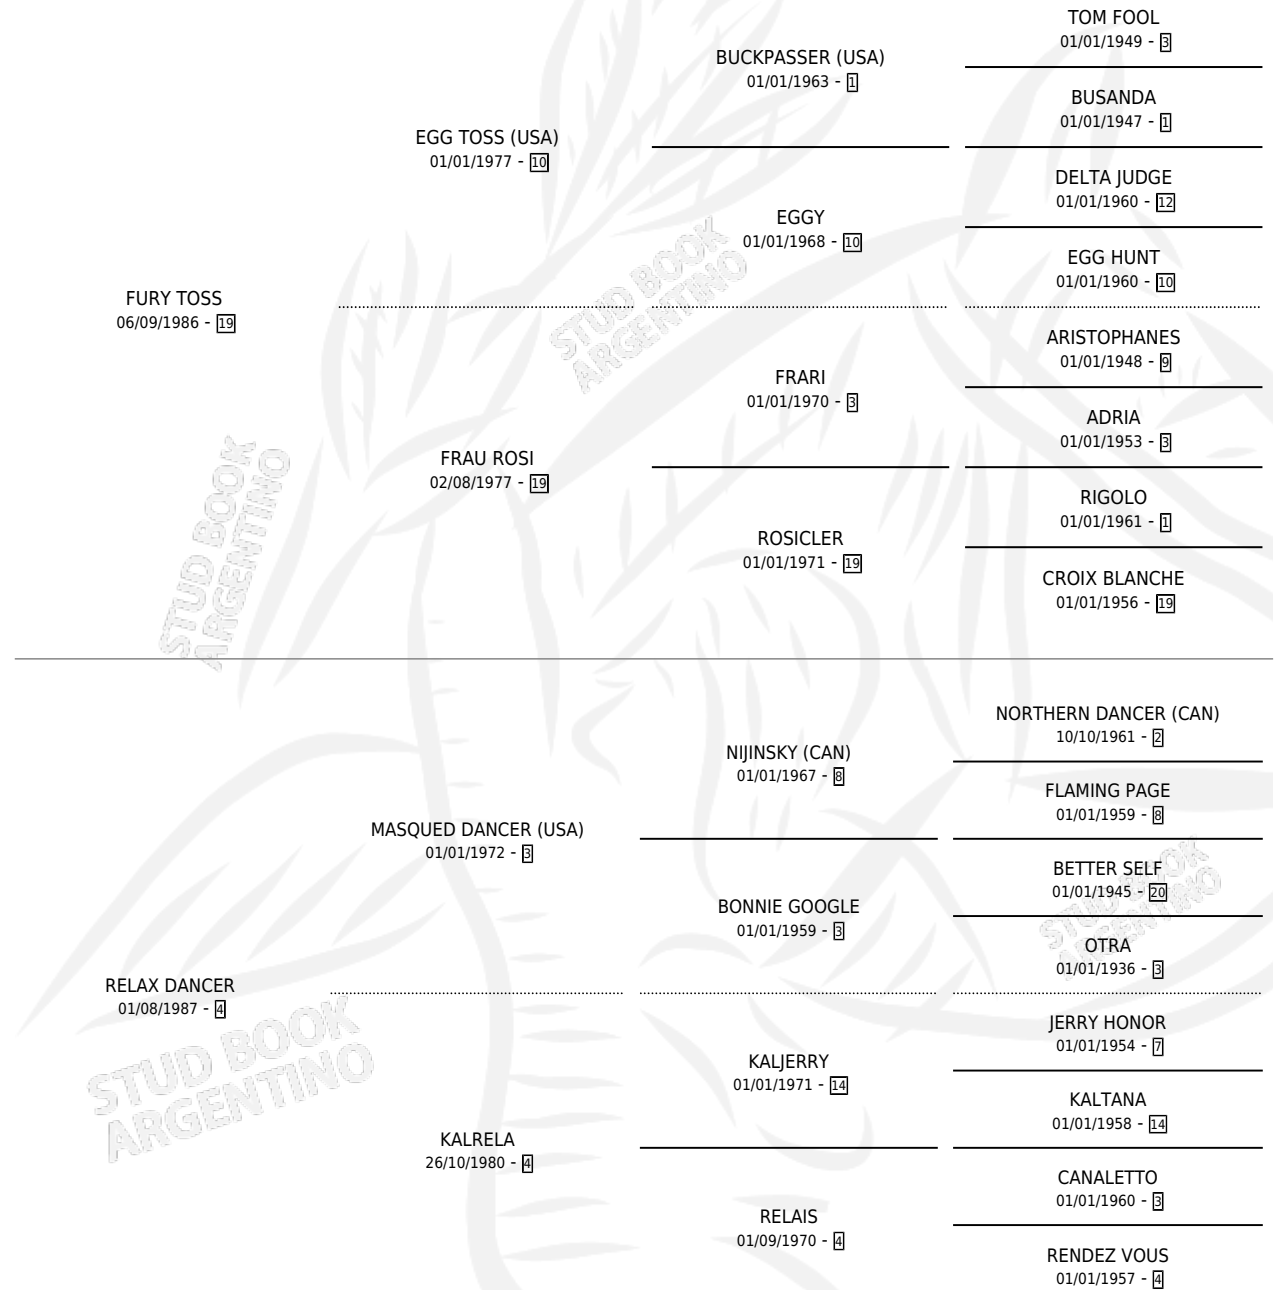 TOM FOOL
01/01/1949 - 3
BUCKPASSER (USA)
01/01/1963 - 1
BUSANDA
01/01/1947 - 1
EGG TOSS (USA)
01/01/1977 - 10
DELTA JUDGE
01/01/1960 - 12
EGGY
01/01/1968 - 10
EGG HUNT
01/01/1960 - 10
FURY TOSS
06/09/1986 - 19
STUD BOOK
ARGENTINO
ARISTOPHANES
01/01/1948 - 9
FRARI
01/01/1970 - 3
ADRIA
01/01/1953 - 3
FRAU ROSI
02/08/1977 - 19
RIGOLO
01/01/1961 - 1
ROSICLER
01/01/1971 - 19
CROIX BLANCHE
01/01/1956 - 19
STUD BOOK
ARGENTINO
NORTHERN DANCER (CAN)
10/10/1961 - 2
NIJINSKY (CAN)
01/01/1967 - 8
FLAMING PAGE
01/01/1959 - 8
MASQUED DANCER (USA)
01/01/1972 - 3
BETTER SELF
01/01/1945 - 20
BONNIE GOOGLE
01/01/1959 - 3
OTRA
01/01/1936 - 3
STUD BOOK
ARGENTINO
RELAX DANCER
01/08/1987 - 4
JERRY HONOR
01/01/1954 - 7
KALJERRY
01/01/1971 - 14
KALTANA
01/01/1958 - 14
STUD BOOK
ARGENTINO
KALRELA
26/10/1980 - 4
CANALETTO
01/01/1960 - 3
RELAIS
01/09/1970 - 4
RENDEZ VOUS
01/01/1957 - 4